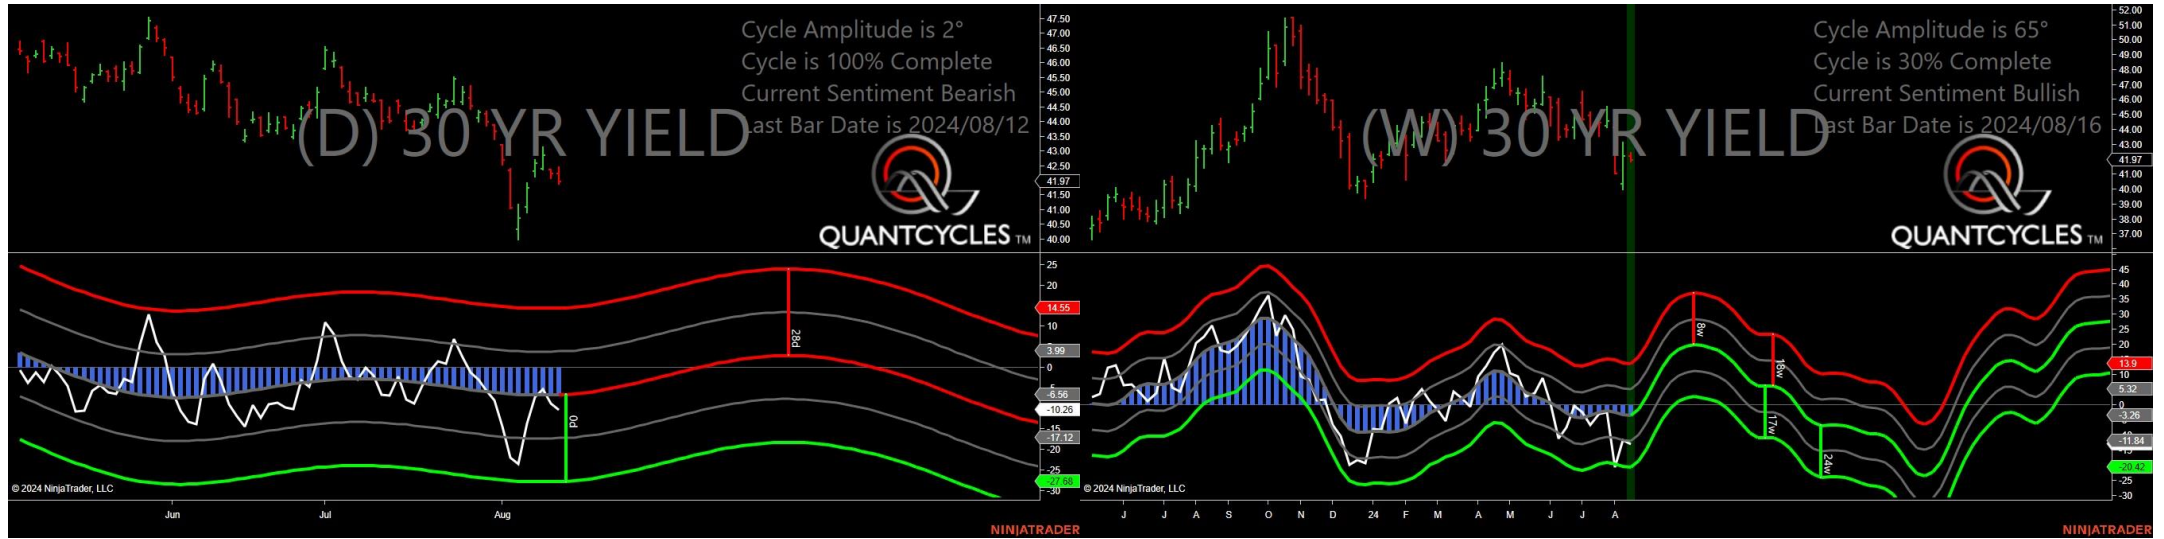 Cycle Amplitude is 2°
Cycle is 100% Complete
Current Sentiment Bearish
Last Bar Date is 2024/08/12
(D) 30 YR YIELD
QUANTCYCLES TM
47.50
47.00
46.50
46.00
45.50
45.00
44.50
44.00
43.50
43.00
42.50
41.97
41.50
41.00
40.50
40.00
25
14.55
10
3.99
0
-6.56
-10.26
-15
-17.12
-20
-25
-27.68
-30
28d
0d
© 2024 NinjaTrader, LLC
Jun
Jul
Aug
NINJATRADER
Cycle Amplitude is 65°
Cycle is 30% Complete
Current Sentiment Bullish
Last Bar Date is 2024/08/16
(W) 30 YR YIELD
QUANTCYCLES TM
52.00
51.00
50.00
49.00
48.00
47.00
46.00
45.00
44.00
43.00
41.97
41.00
40.00
39.00
38.00
37.00
45
40
35
30
25
20
13.9
10
5.32
0
-3.26
-11.84
-20.42
-25
-30
8w
18w
17w
24w
© 2024 NinjaTrader, LLC
J J A S O N D 24 F M A M J J A
NINJATRADER